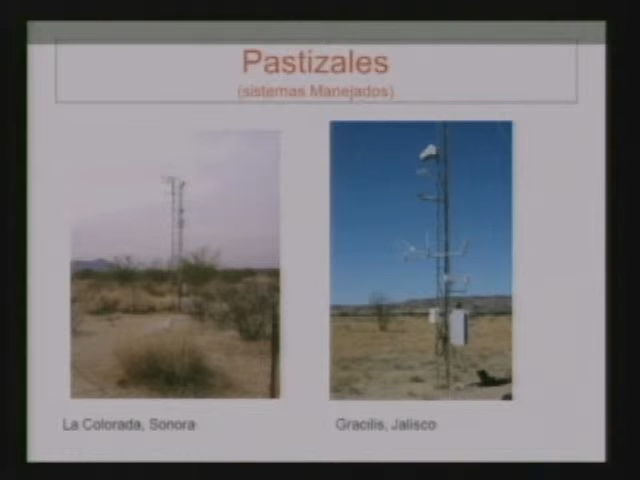 Pastizales
(sistemas Manejados)
La Colorada, Sonora
Gracilis, Jalisco